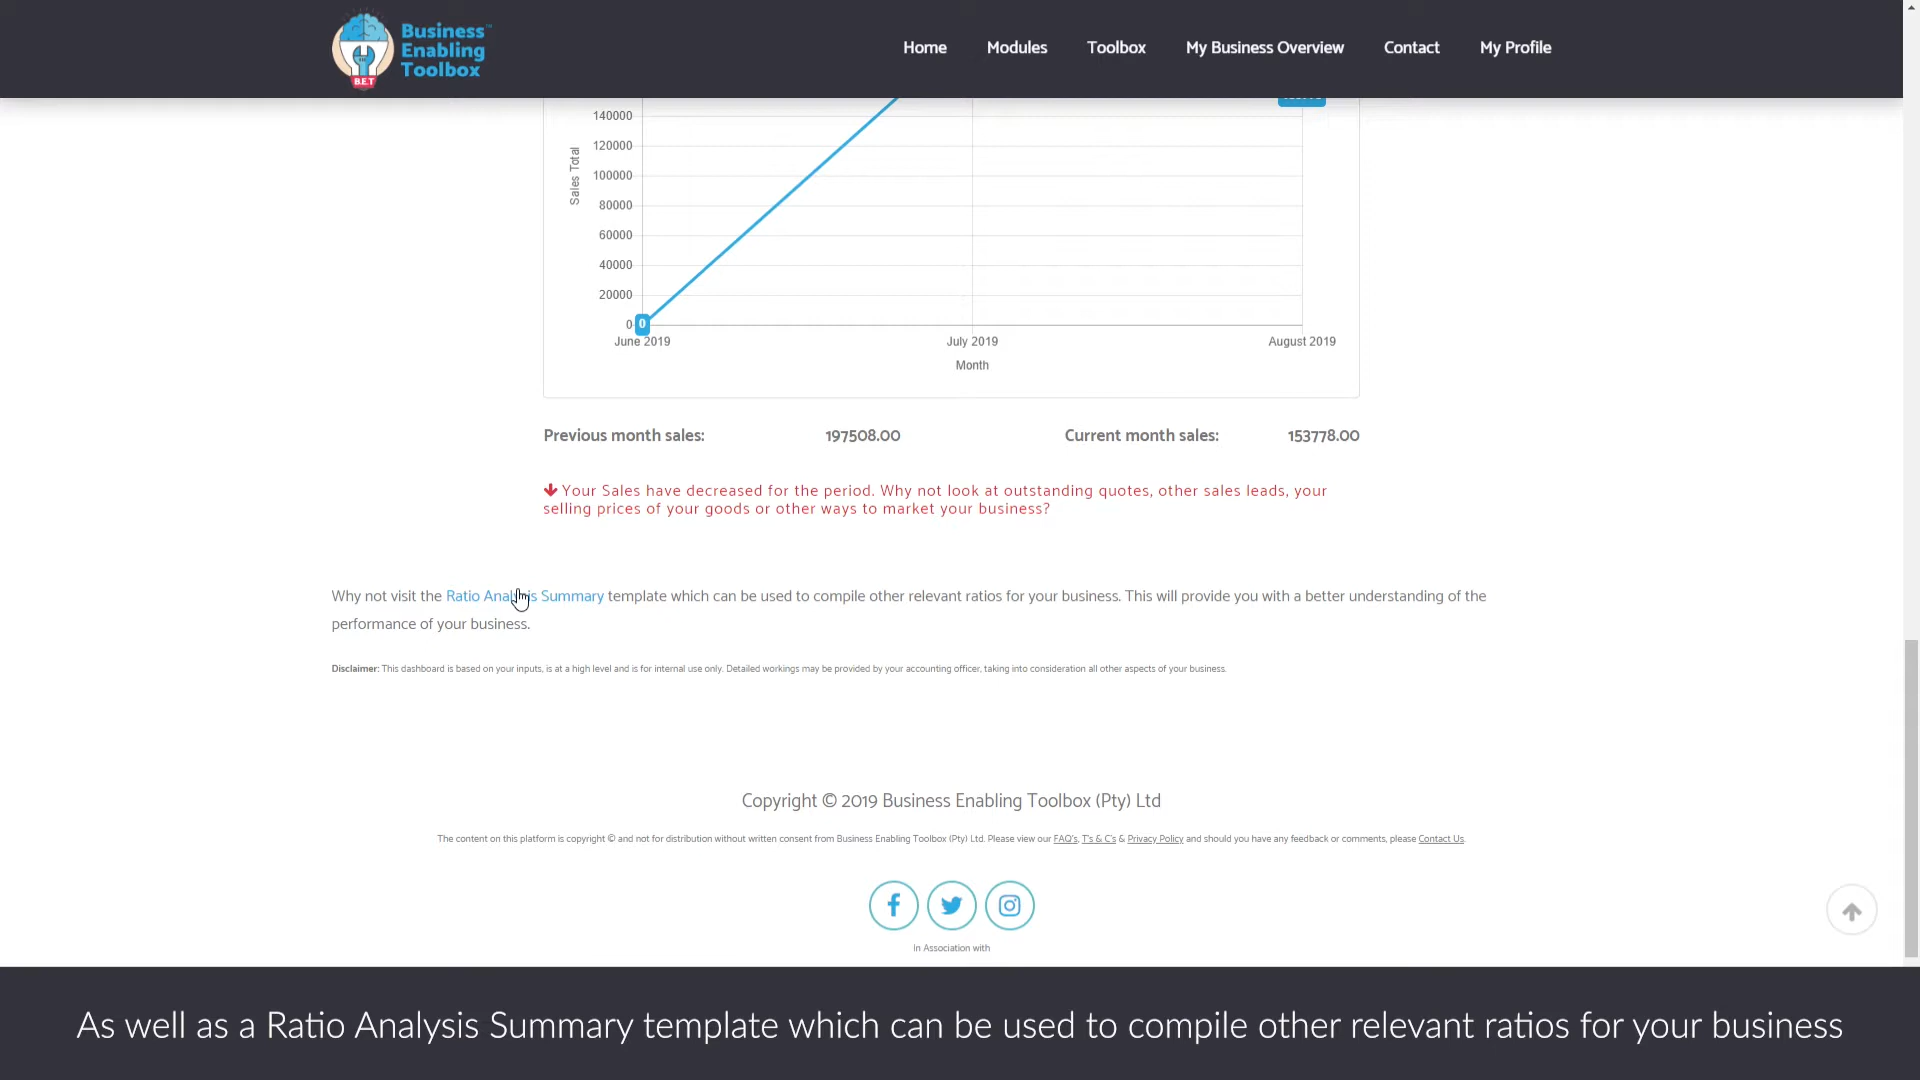 Business
Enabling
Toolbox
™
B.E.T
Home
Modules
Toolbox
My Business Overview
Contact
My Profile
140000
120000
100000
80000
60000
40000
20000
0
Sales Total
0
June 2019
July 2019
August 2019
Month
Previous month sales:
197508.00
Current month sales:
153778.00
Your Sales have decreased for the period. Why not look at outstanding quotes, other sales leads, your
selling prices of your goods or other ways to market your business?
Why not visit the Ratio Analysis Summary template which can be used to compile other relevant ratios for your business. This will provide you with a better understanding of the
performance of your business.
Disclaimer: This dashboard is based on your inputs, is at a high level and is for internal use only. Detailed workings may be provided by your accounting officer, taking into consideration all other aspects of your business.
Copyright © 2019 Business Enabling Toolbox (Pty) Ltd
The content on this platform is copyright © and not for distribution without written consent from Business Enabling Toolbox (Pty) Ltd. Please view our FAQ's, T's & C's & Privacy Policy and should you have any feedback or comments, please Contact Us.
In Association with
As well as a Ratio Analysis Summary template which can be used to compile other relevant ratios for your business